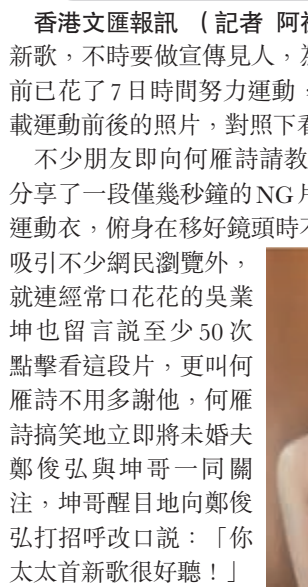 香港文匯報訊 （記者 阿祖
新歌，不時要做宣傳見人，為
前已花了7日時間努力運動，
載運動前後的照片，對照下看
不少朋友即向何雁詩請教
分享了一段僅幾秒鐘的NG片
運動衣，俯身在移好鏡頭時不
吸引不少網民瀏覽外，
就連經常口花花的吳業
坤也留言說至少50次
點擊看這段片，更叫何
雁詩不用多謝他，何雁
詩搞笑地立即將未婚夫
鄭俊弘與坤哥一同關
注，坤哥醒目地向鄭俊
弘打招呼改口說：「你
太太首新歌很好聽！」